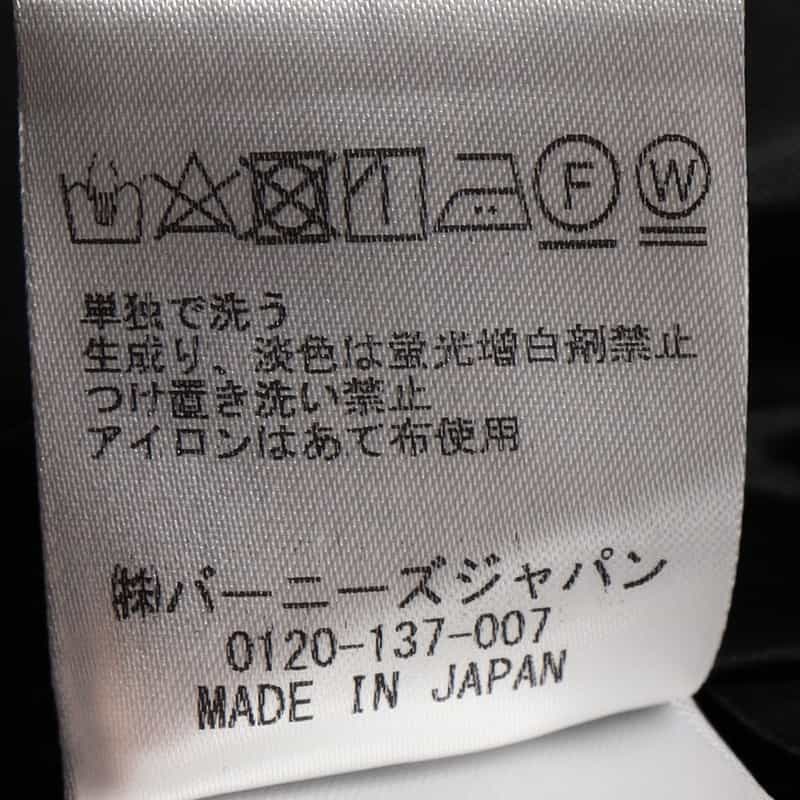 F W
単独で洗う
生成り、淡色は蛍光増白剤禁止
つけ置き洗い禁止
アイロンはあて布使用
㈱バーニーズジャパン
0120-137-007
MADE IN JAPAN